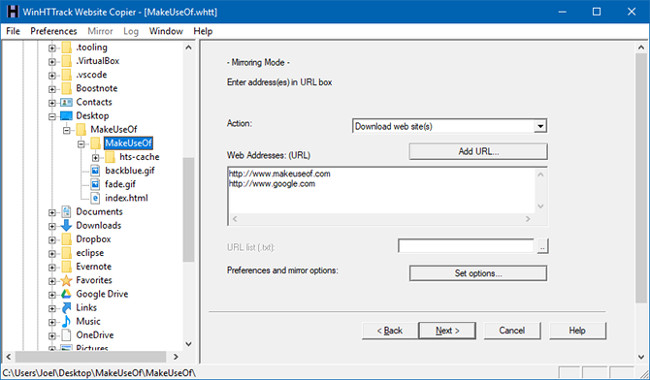 WinHTTrack Website Copier - [MakeUseOf.whtt]
File Preferences Mirror Log Window Help
.tooling
.VirtualBox
.vscode
Boostnote
Contacts
Desktop
MakeUseOf
MakeUseOf
hts-cache
backblue.gif
fade.gif
index.html
Documents
Downloads
Dropbox
eclipse
Evernote
Favorites
Google Drive
Links
Music
OneDrive
Pictures
- Mirroring Mode -
Enter address(es) in URL box
Action: Download web site(s)
Web Addresses: (URL) Add URL...
http://www.makeuseof.com
http://www.google.com
URL list (.txt): ..
Preferences and mirror options: Set options...
< Back Next > Cancel Help
C:\Users\Joel\Desktop\MakeUseOf\MakeUseOf\